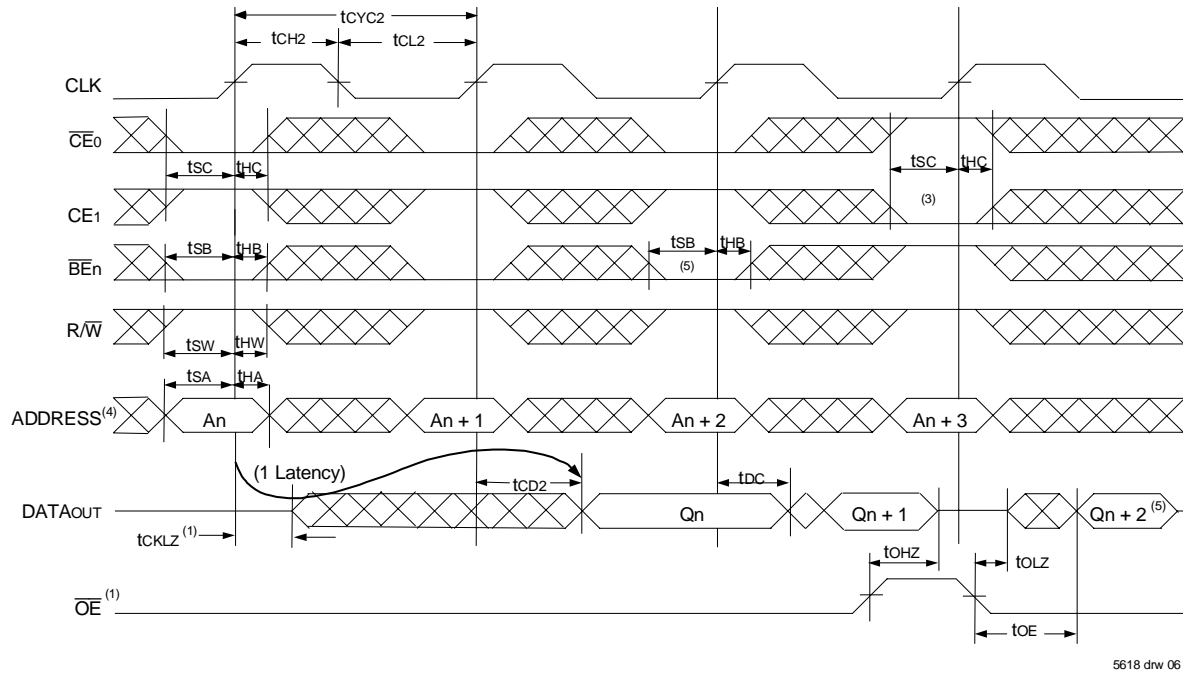 tCYC2
tCH2 tCL2
CLK
CE0
tSC tHC tSC tHC
CE1 (3)
tSB tHB tSB tHB
BEn (5)
R/W
tSW tHW
tSA tHA
ADDRESS(4) An An + 1 An + 2 An + 3
(1 Latency) tCD2 tDC
DATAOUT Qn Qn + 1 Qn + 2 (5)
tCKLZ (1)
tOHZ tOLZ
OE (1)
tOE
5618 drw 06